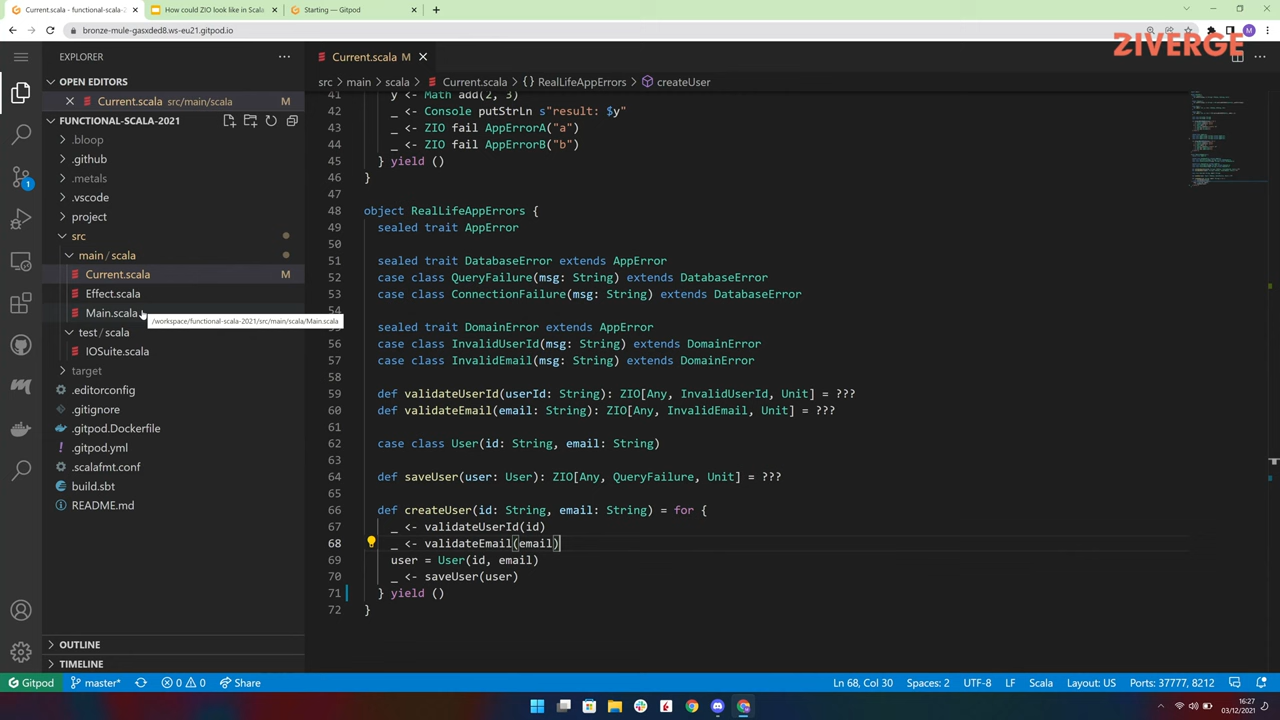 Current.scala - functional-scala-20
How could ZIO look like in Scala
Starting — Gitpod
bronze-mule-gasxded8.ws-eu21.gitpod.io
ZIVERGE
EXPLORER
OPEN EDITORS
Current.scala src/main/scala M
FUNCTIONAL-SCALA-2021
.bloop
.github
.metals
.vscode
project
src
main / scala
Current.scala M
Effect.scala
Main.scala
/workspace/functional-scala-2021/src/main/scala/Main.scala
test / scala
IOSuite.scala
target
.editorconfig
.gitignore
.gitpod.Dockerfile
.gitpod.yml
.scalafmt.conf
build.sbt
README.md
OUTLINE
TIMELINE
1
Current.scala M
src > main > scala > Current.scala > {} RealLifeAppErrors > createUser
41 y <- Math add(2, 3)
42 _ <- Console putStrLn s"result: $y"
43 _ <- ZIO fail AppErrorA("a")
44 _ <- ZIO fail AppErrorB("b")
45 } yield ()
46 }
47
48 object RealLifeAppErrors {
49 sealed trait AppError
50
51 sealed trait DatabaseError extends AppError
52 case class QueryFailure(msg: String) extends DatabaseError
53 case class ConnectionFailure(msg: String) extends DatabaseError
54
55 sealed trait DomainError extends AppError
56 case class InvalidUserId(msg: String) extends DomainError
57 case class InvalidEmail(msg: String) extends DomainError
58
59 def validateUserId(userId: String): ZIO[Any, InvalidUserId, Unit] = ???
60 def validateEmail(email: String): ZIO[Any, InvalidEmail, Unit] = ???
61
62 case class User(id: String, email: String)
63
64 def saveUser(user: User): ZIO[Any, QueryFailure, Unit] = ???
65
66 def createUser(id: String, email: String) = for {
67 _ <- validateUserId(id)
68 _ <- validateEmail(email)
69 user = User(id, email)
70 _ <- saveUser(user)
71 } yield ()
72 }
Gitpod master* 0 0 Share Ln 68, Col 30 Spaces: 2 UTF-8 LF Scala Layout: US Ports: 37777, 8212
16:27
03/12/2021